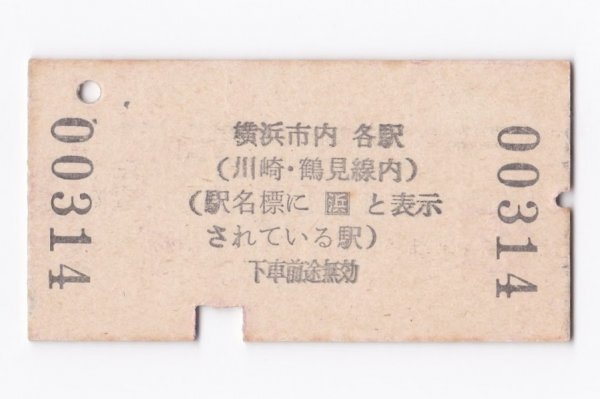 00314
横浜市内 各駅
(川崎・鶴見線内)
(駅名標に 浜 と表示
されている駅)
下車前途無効
00314